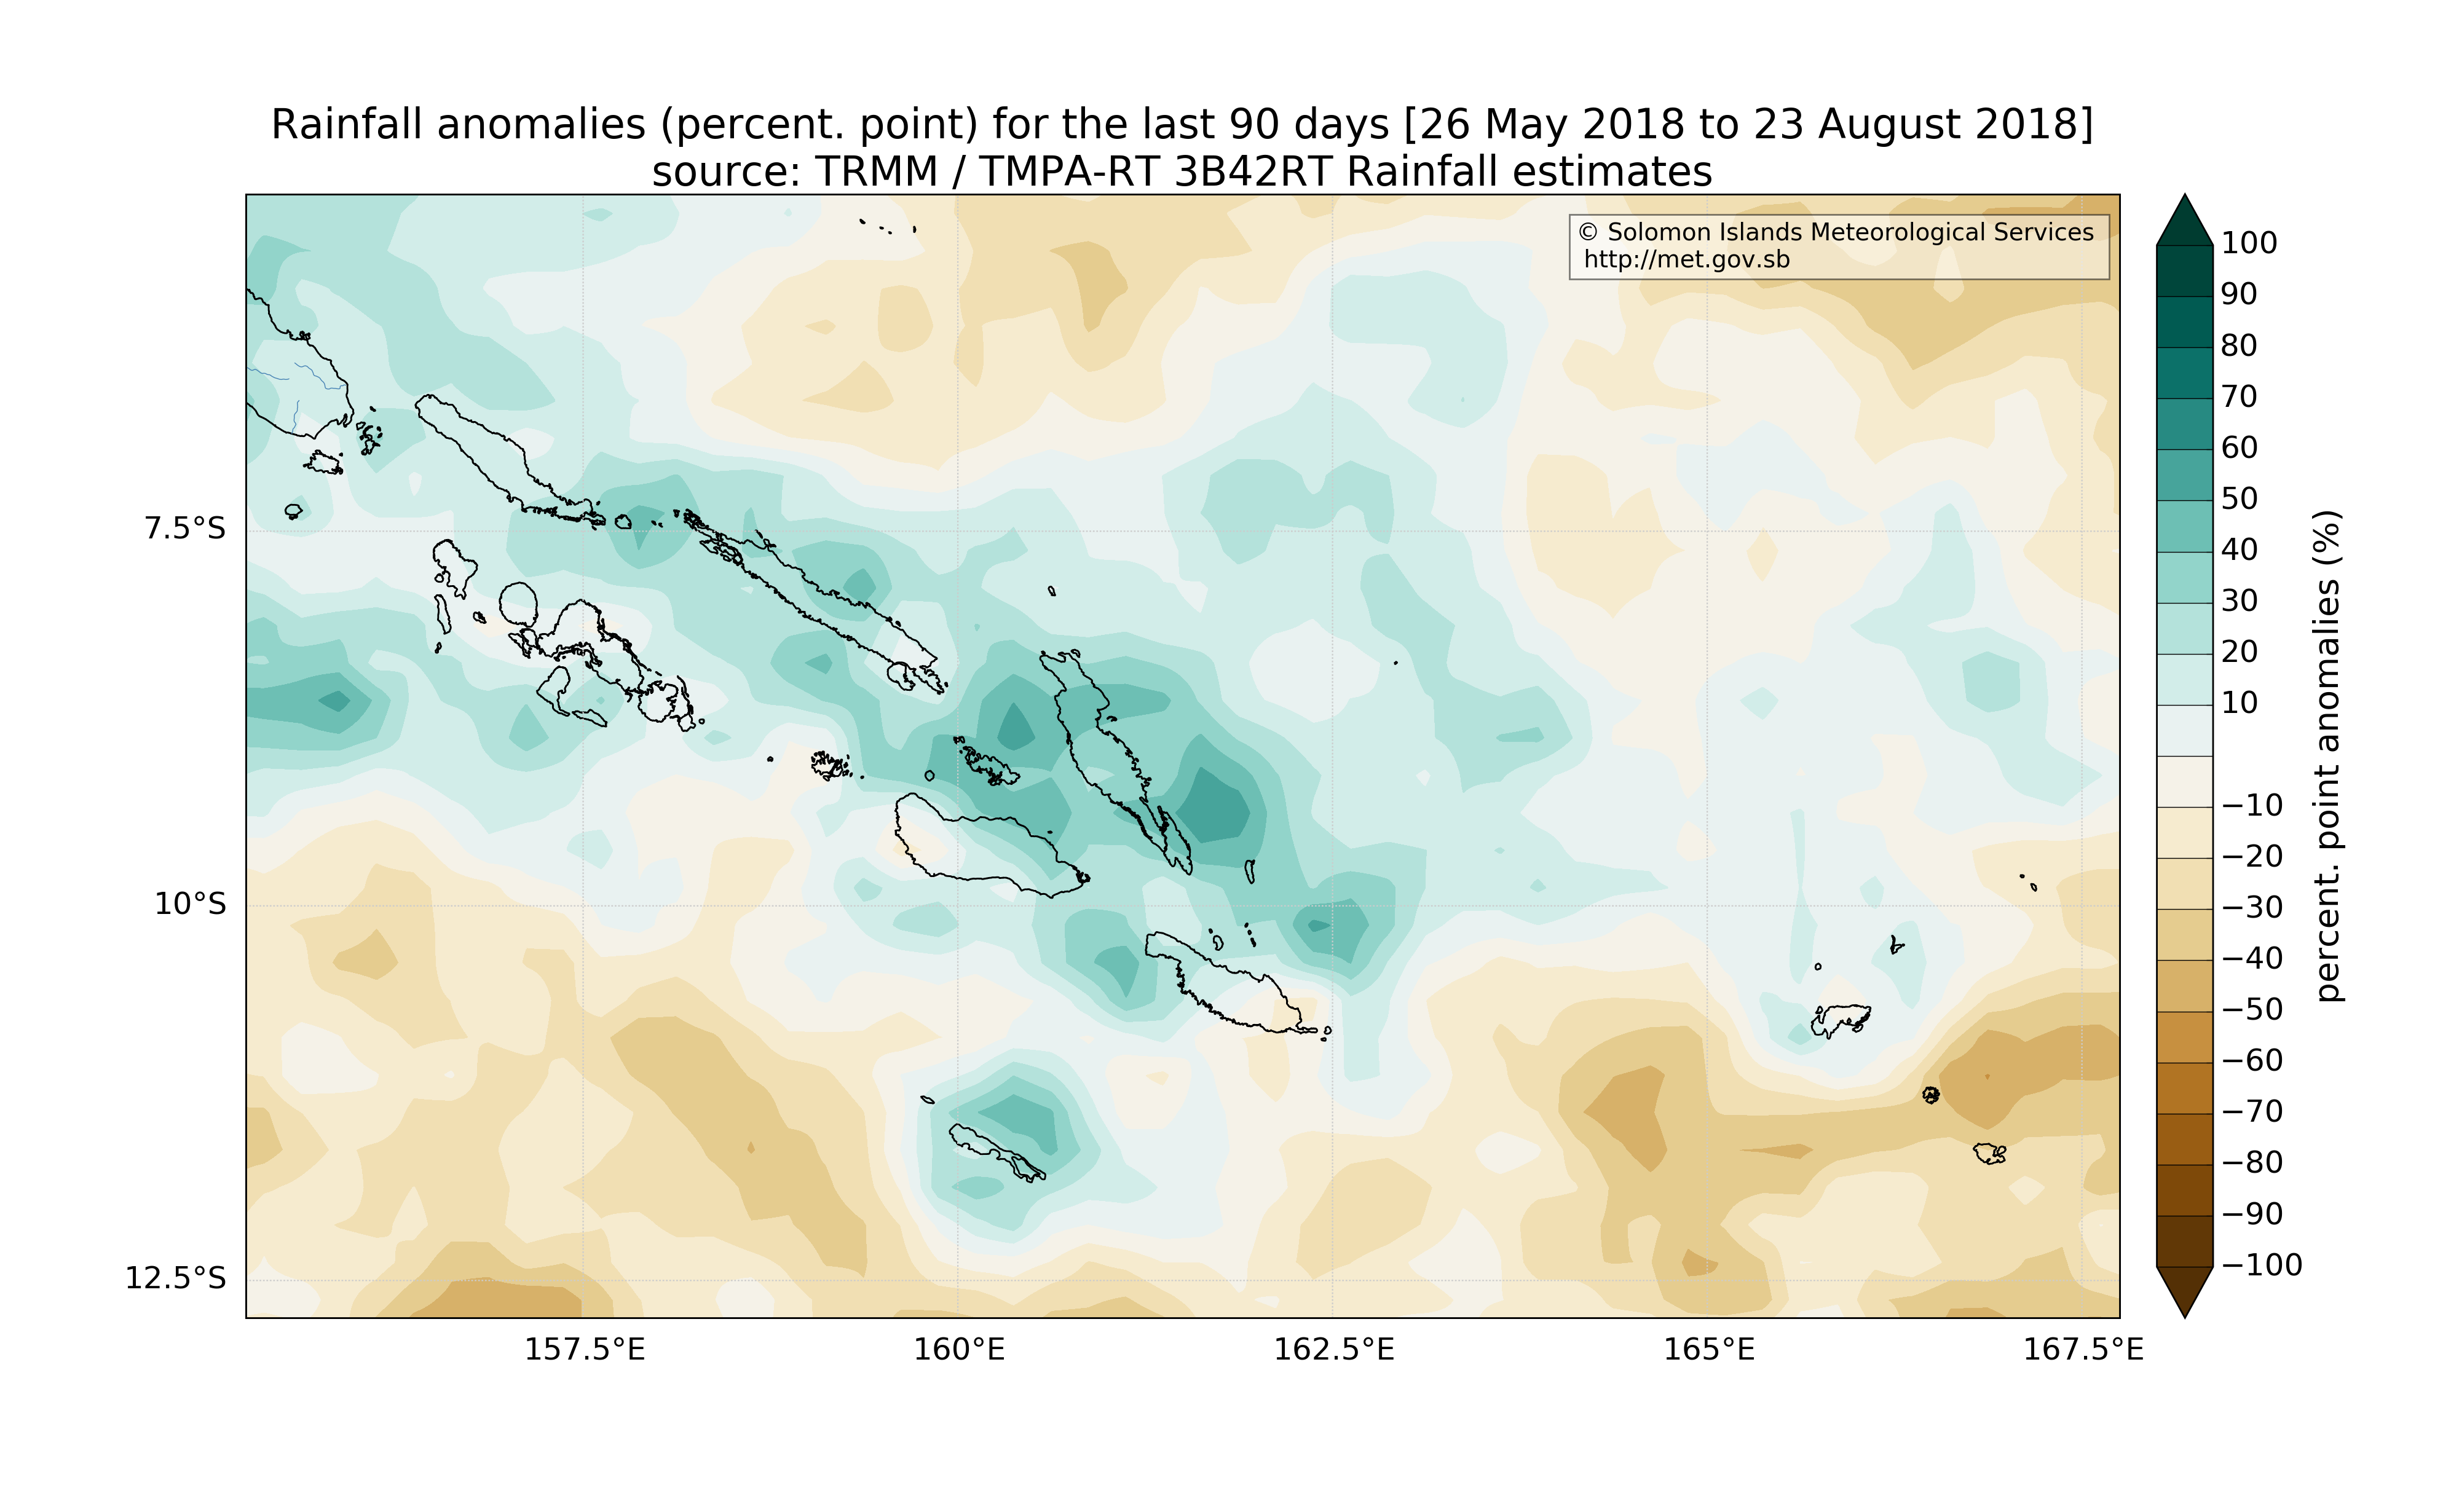 Rainfall anomalies (percent. point) for the last 90 days [26 May 2018 to 23 August 2018]
source: TRMM / TMPA-RT 3B42RT Rainfall estimates
© Solomon Islands Meteorological Services
http://met.gov.sb
7.5°S
10°S
12.5°S
157.5°E
160°E
162.5°E
165°E
167.5°E
100
90
80
70
60
50
40
30
20
10
−10
−20
−30
−40
−50
−60
−70
−80
−90
−100
percent. point anomalies (%)